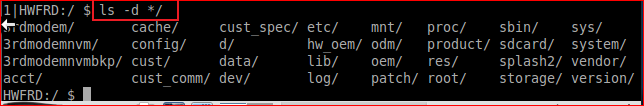 1|HWFRD:/ $ ls -d */
3rdmodem/ cache/ cust_spec/ etc/ mnt/ proc/ sbin/ sys/
3rdmodemnvm/ config/ d/ hw_oem/ odm/ product/ sdcard/ system/
3rdmodemnvmbkp/ cust/ data/ lib/ oem/ res/ splash2/ vendor/
acct/ cust_comm/ dev/ log/ patch/ root/ storage/ version/
HWFRD:/ $